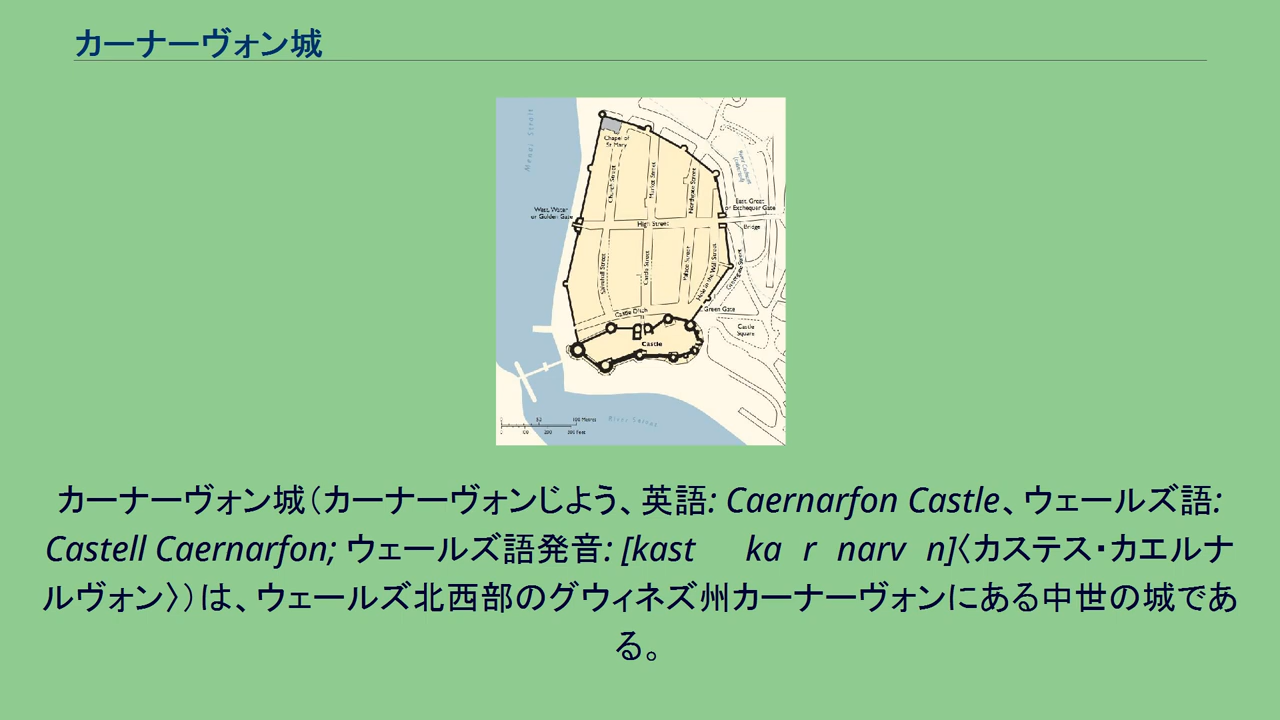 カーナーヴォン城
Menai Strait
Chapel of
St Mary
Church Street
Market Street
Northgate Street
West, Water
or Golden Gate
East, Great
or Exchequer Gate
High Street
Bridge
Castle Street
Palace Street
Hole in the Wall Street
Greengate Street
Castle Ditch
Green Gate
Castle
Square
Castle
100 Metres
300 Feet
カーナーヴォン城（カーナーヴォンじよう、英語: Caernarfon Castle、ウェールズ語:
Castell Caernarfon; ウェールズ語発音: [kast ka r narv n]〈カステス・カエルナ
ルヴォン〉）は、ウェールズ北西部のグウィネズ州カーナーヴォンにある中世の城であ
る。